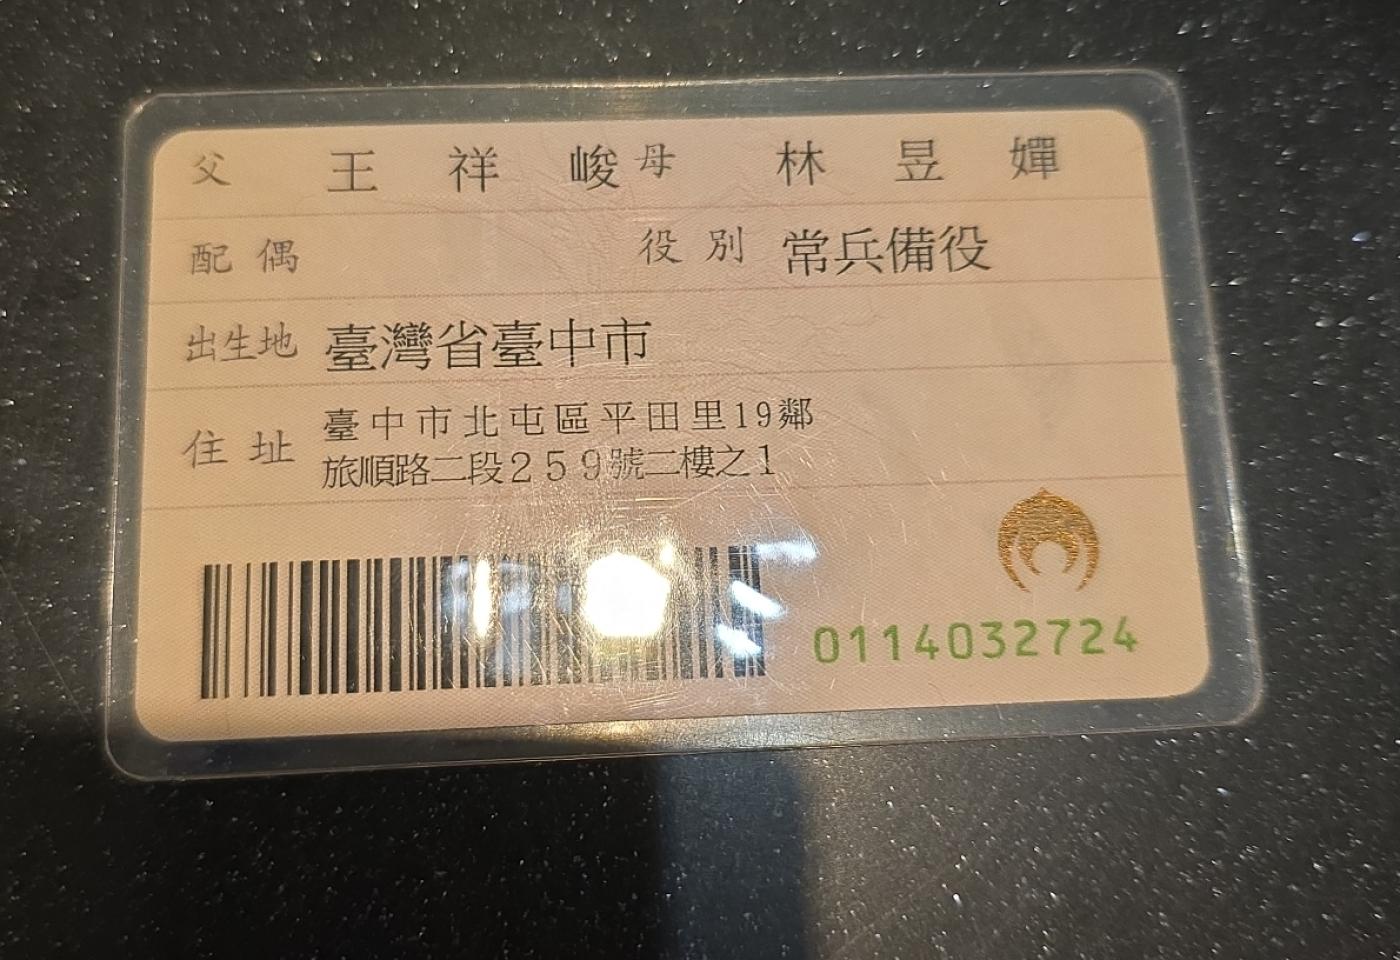 父 王祥峻 母 林昱嬋
配偶 役別 常兵備役
出生地 臺灣省臺中市
住址 臺中市北屯區平田里19鄰
旅順路二段259號二樓之1
0114032724